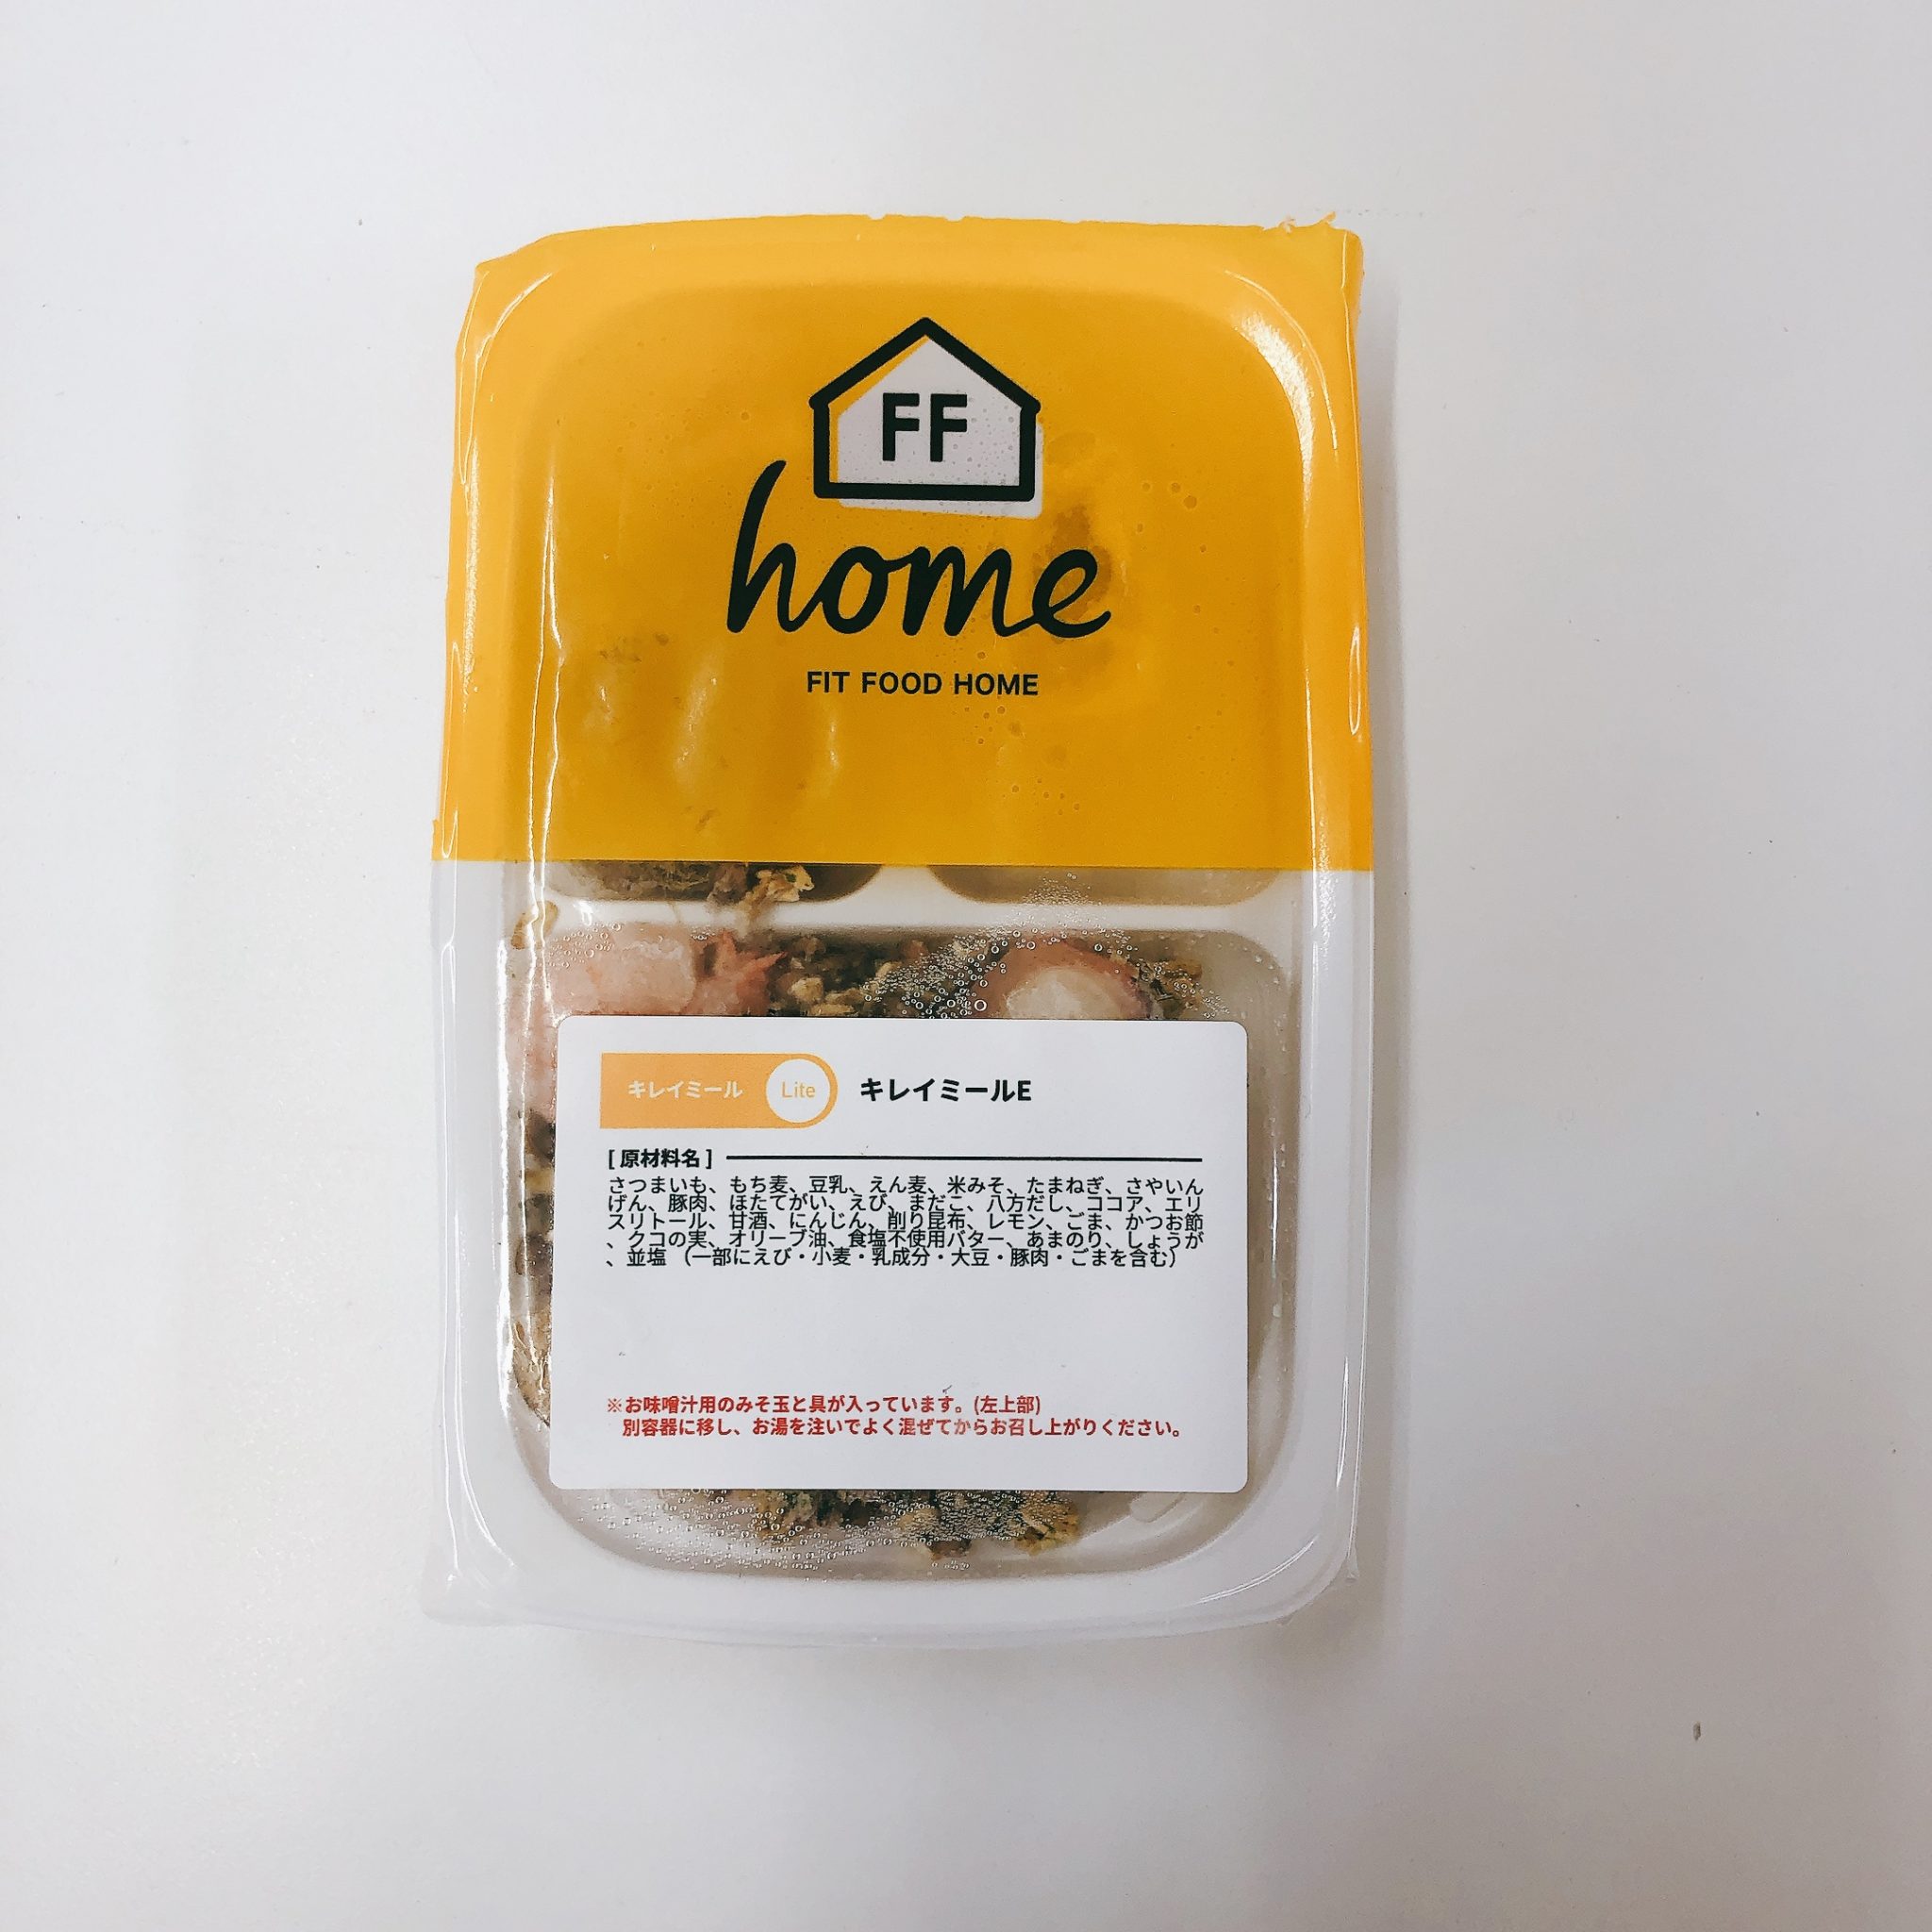 FF
home
FIT FOOD HOME
キレイミール Lite キレイミールE
[ 原材料名 ]
さつまいも、もち麦、豆乳、えん麦、米みそ、たまねぎ、さやいん
げん、豚肉、ほたてがい、えび、まだこ、八方だし、ココア、エリ
スリトール、甘酒、にんじん、削り昆布、レモン、ごま、かつお節
、クコの実、オリーブ油、食塩不使用バター、あまのり、しょうが
、並塩 （一部にえび・小麦・乳成分・大豆・豚肉・ごまを含む）
※お味噌汁用のみそ玉と具が入っています。(左上部)
別容器に移し、お湯を注いでよく混ぜてからお召し上がりください。